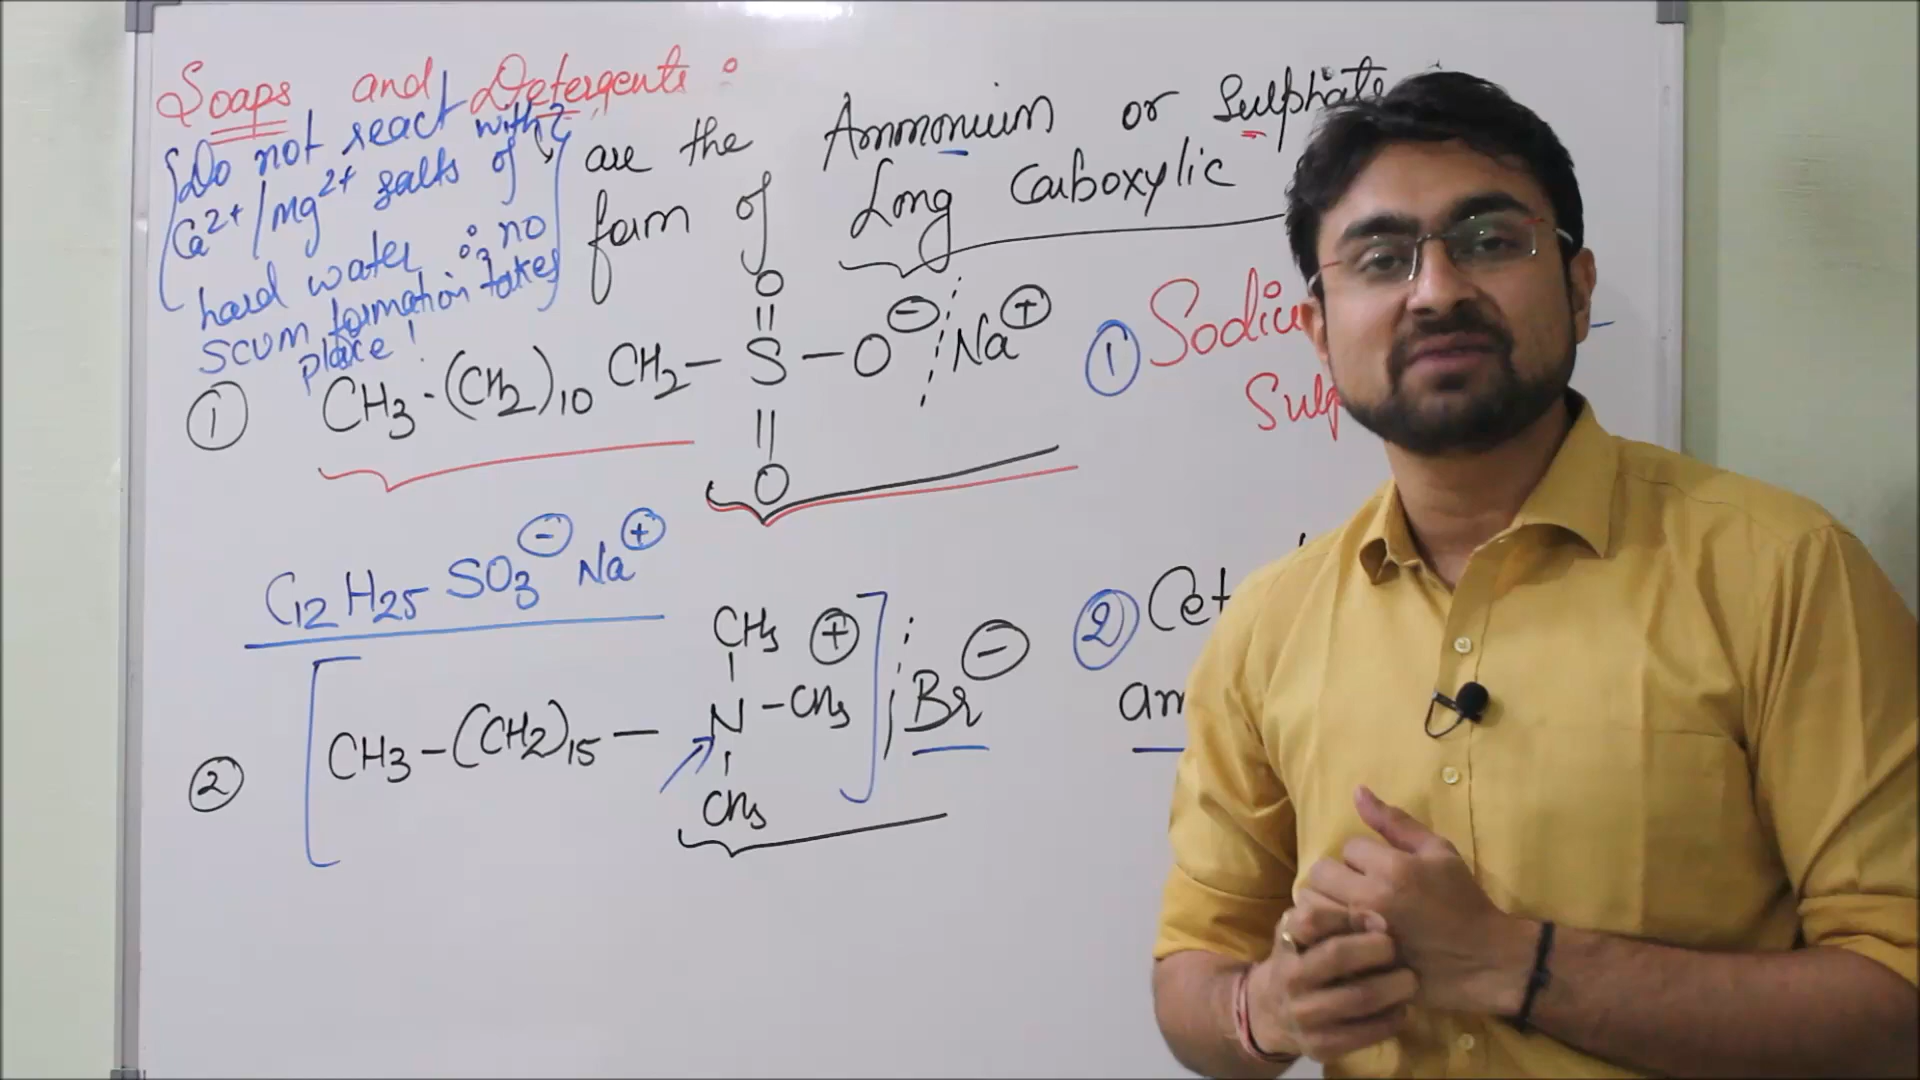 Soaps and Detergents :
{Do not react with}
Ca2+/Mg2+ salts of
hard water ∴ no
scum formation takes
place!
are the Ammonium or Sulphate
form of Long Carboxylic
① CH3-(CH2)10 CH2-S-O⊖ Na⊕
O
O
① Sodiu
Sulp
C12H25SO3⊖Na⊕
② [CH3-(CH2)15-N-CH3]⊕ Br⊖
CH3
CH3
② Cet
am